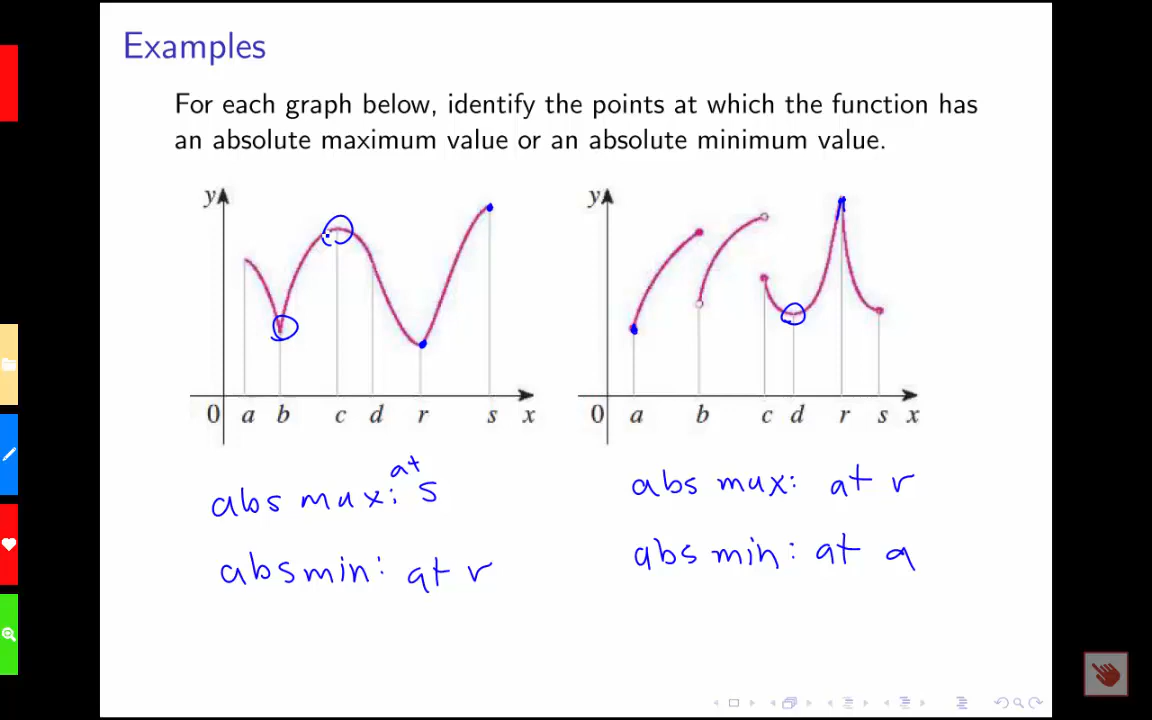 Examples
For each graph below, identify the points at which the function has
an absolute maximum value or an absolute minimum value.
y
0 a b c d r s x
y
0 a b c d r s x
abs max: at s
abs min: at r
abs max: at r
abs min: at a